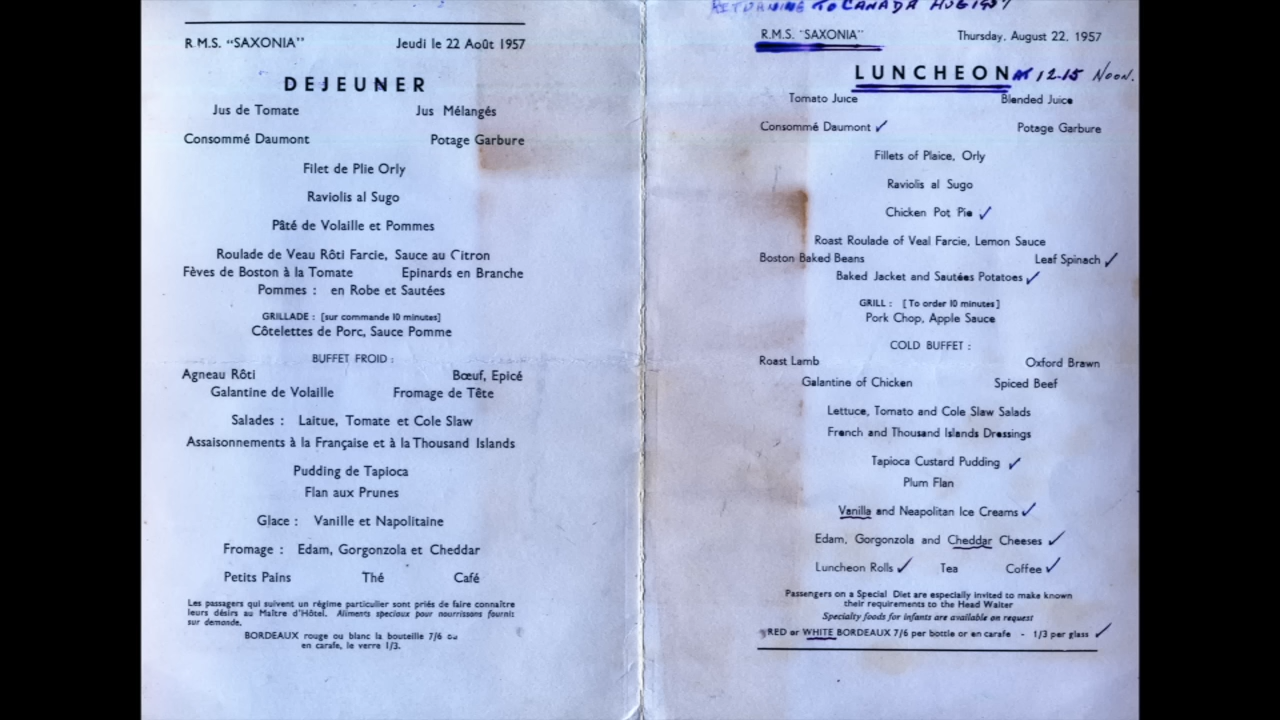 R.M.S. "SAXONIA" Jeudi le 22 Août 1957
DEJEUNER
Jus de Tomate Jus Mélangés
Consommé Daumont Potage Garbure
Filet de Plie Orly
Raviolis al Sugo
Pâté de Volaille et Pommes
Roulade de Veau Rôti Farcie, Sauce au Citron
Fèves de Boston à la Tomate Epinards en Branche
Pommes : en Robe et Sautées
GRILLADE : [sur commande 10 minutes]
Côtelettes de Porc, Sauce Pomme
BUFFET FROID :
Agneau Rôti Bœuf, Epicé
Galantine de Volaille Fromage de Tête
Salades : Laitue, Tomate et Cole Slaw
Assaisonnements à la Française et à la Thousand Islands
Pudding de Tapioca
Flan aux Prunes
Glace : Vanille et Napolitaine
Fromage : Edam, Gorgonzola et Cheddar
Petits Pains Thé Café
Les passagers qui suivent un régime particulier sont priés de faire connaître
leurs désirs au Maître d'Hôtel. Aliments speciaux pour nourrissons fournis
sur demande.
BORDEAUX rouge ou blanc la bouteille 7/6 ou
en carafe, le verre 1/3.
RETURNING TO CANADA AUG 1957
R.M.S. "SAXONIA" Thursday, August 22, 1957
LUNCHEON AT 12.15 NOON.
Tomato Juice Blended Juice
Consommé Daumont ✓ Potage Garbure
Fillets of Plaice, Orly
Raviolis al Sugo
Chicken Pot Pie ✓
Roast Roulade of Veal Farcie, Lemon Sauce
Boston Baked Beans Leaf Spinach ✓
Baked Jacket and Sautées Potatoes ✓
GRILL : [To order 10 minutes]
Pork Chop, Apple Sauce
COLD BUFFET :
Roast Lamb Oxford Brawn
Galantine of Chicken Spiced Beef
Lettuce, Tomato and Cole Slaw Salads
French and Thousand Islands Dressings
Tapioca Custard Pudding ✓
Plum Flan
Vanilla and Neapolitan Ice Creams ✓
Edam, Gorgonzola and Cheddar Cheeses ✓
Luncheon Rolls ✓ Tea Coffee ✓
Passengers on a Special Diet are especially invited to make known
their requirements to the Head Waiter
Specialty foods for infants are available on request
RED or WHITE BORDEAUX 7/6 per bottle or en carafe - 1/3 per glass ✓